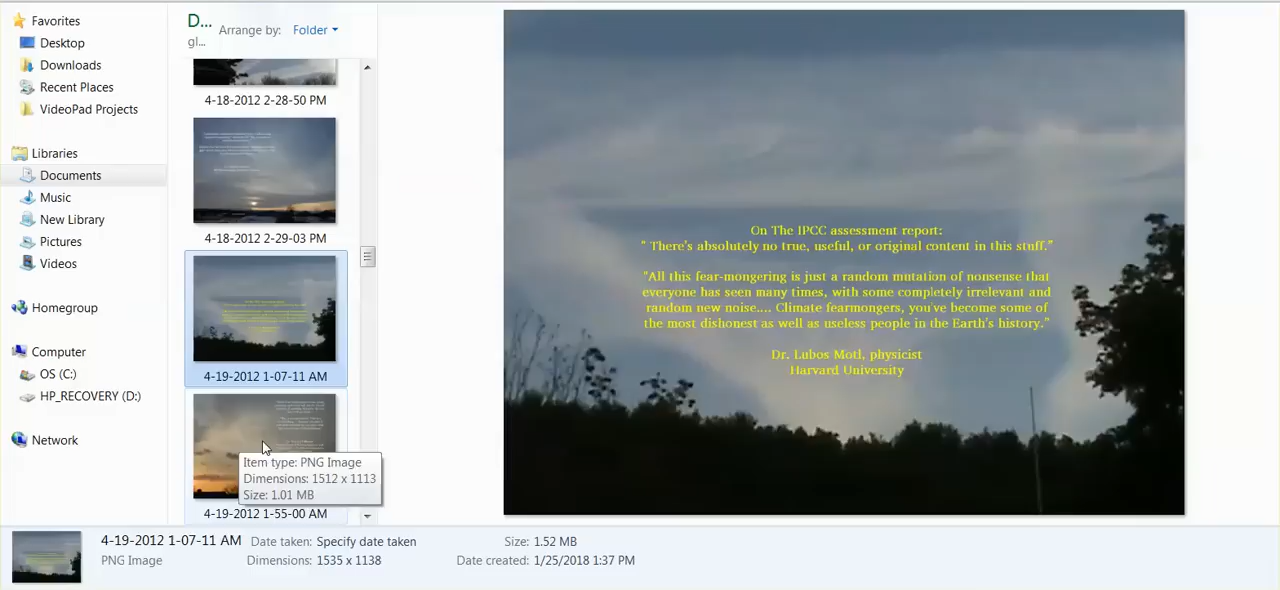 Favorites
Desktop
Downloads
Recent Places
VideoPad Projects
Libraries
Documents
Music
New Library
Pictures
Videos
Homegroup
Computer
OS (C:)
HP_RECOVERY (D:)
Network
D...
gl...
Arrange by: Folder
4-18-2012 2-28-50 PM
4-18-2012 2-29-03 PM
4-19-2012 1-07-11 AM
Item type: PNG Image
Dimensions: 1512 x 1113
Size: 1.01 MB
4-19-2012 1-55-00 AM
On The IPCC assessment report:
" There's absolutely no true, useful, or original content in this stuff."
"All this fear-mongering is just a random mutation of nonsense that
everyone has seen many times, with some completely irrelevant and
random new noise.... Climate fearmongers, you've become some of
the most dishonest as well as useless people in the Earth's history."
Dr. Lubos Motl, physicist
Harvard University
4-19-2012 1-07-11 AM
PNG Image
Date taken: Specify date taken
Dimensions: 1535 x 1138
Size: 1.52 MB
Date created: 1/25/2018 1:37 PM